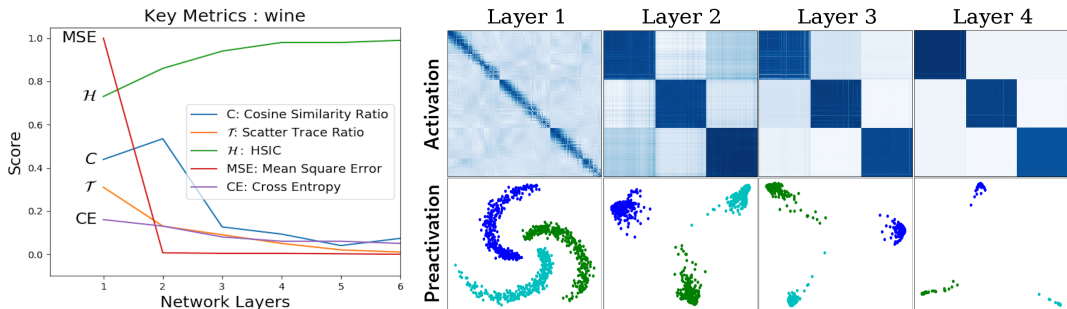 Key Metrics : wine
Score
1.0
0.8
0.6
0.4
0.2
0.0
MSE
ℋ
C
𝒯
CE
C: Cosine Similarity Ratio
𝒯: Scatter Trace Ratio
ℋ: HSIC
MSE: Mean Square Error
CE: Cross Entropy
1 2 3 4 5 6
Network Layers
Layer 1 Layer 2 Layer 3 Layer 4
Activation
Preactivation